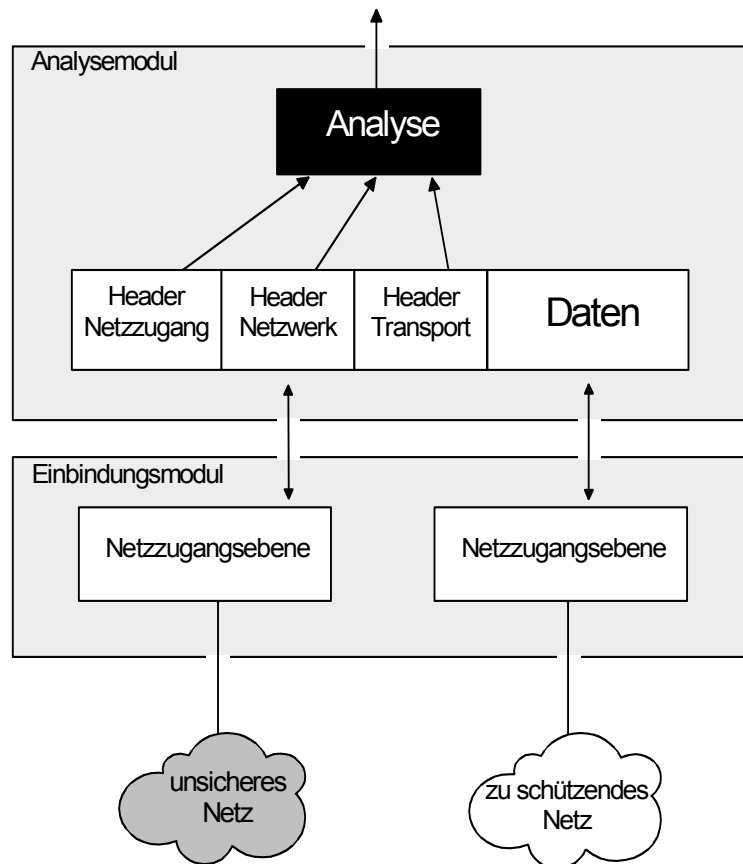 Analysemodul
Analyse
Header
Netzzugang
Header
Netzwerk
Header
Transport
Daten
Einbindungsmodul
Netzzugangsebene
Netzzugangsebene
unsicheres
Netz
zu schützendes
Netz